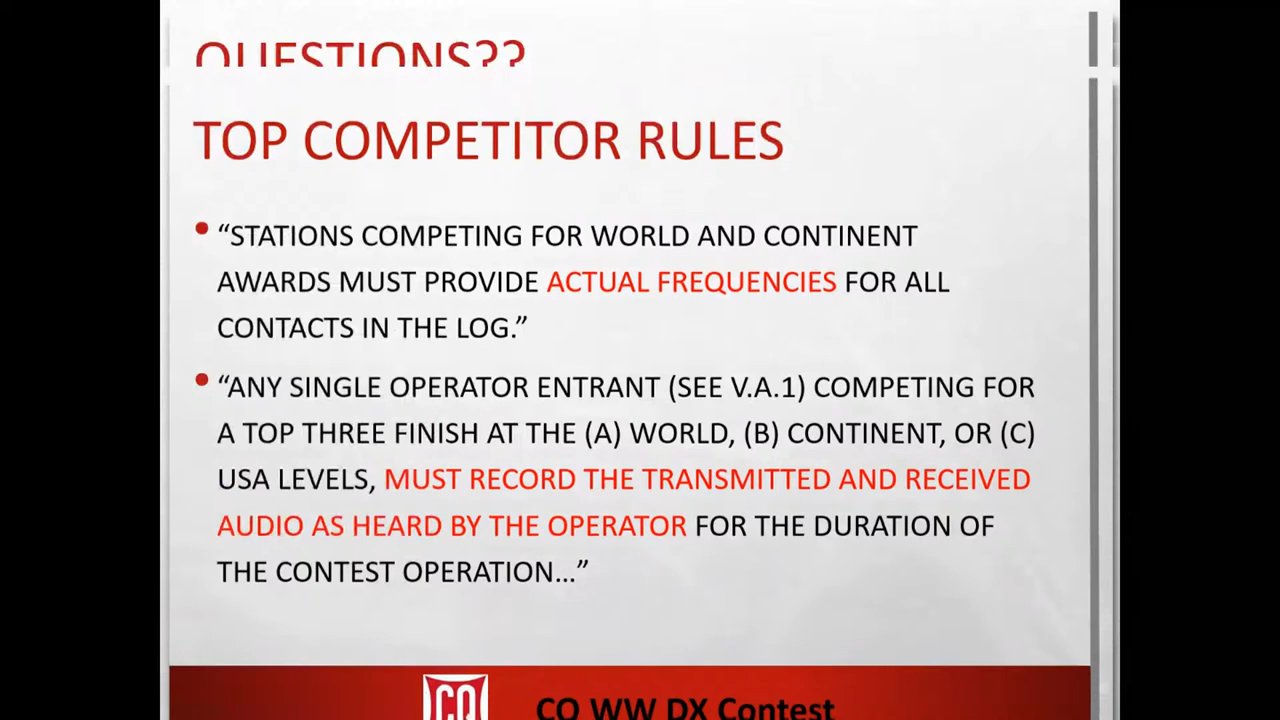 QUESTIONS??
TOP COMPETITOR RULES
• “STATIONS COMPETING FOR WORLD AND CONTINENT
AWARDS MUST PROVIDE ACTUAL FREQUENCIES FOR ALL
CONTACTS IN THE LOG.”
• “ANY SINGLE OPERATOR ENTRANT (SEE V.A.1) COMPETING FOR
A TOP THREE FINISH AT THE (A) WORLD, (B) CONTINENT, OR (C)
USA LEVELS, MUST RECORD THE TRANSMITTED AND RECEIVED
AUDIO AS HEARD BY THE OPERATOR FOR THE DURATION OF
THE CONTEST OPERATION…”
CQ
CQ WW DX Contest